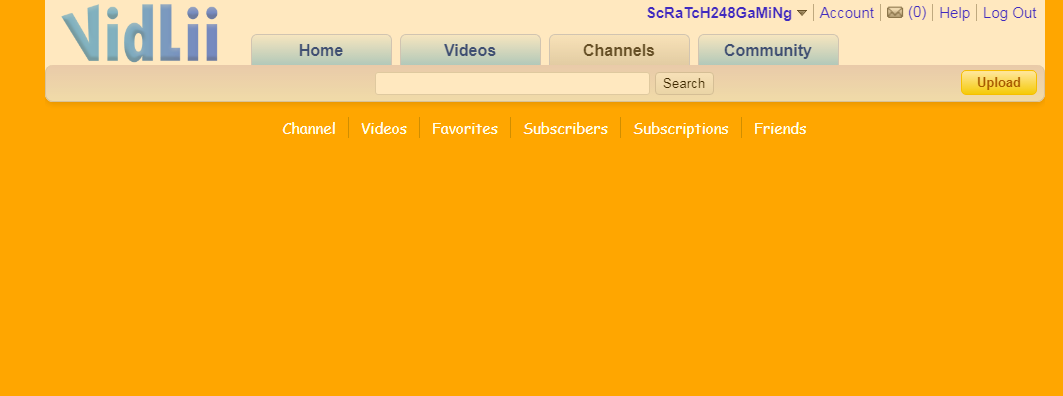 VidLii
ScRaTcH248GaMiNg Account (0) Help Log Out
Home Videos Channels Community
Search Upload
Channel Videos Favorites Subscribers Subscriptions Friends